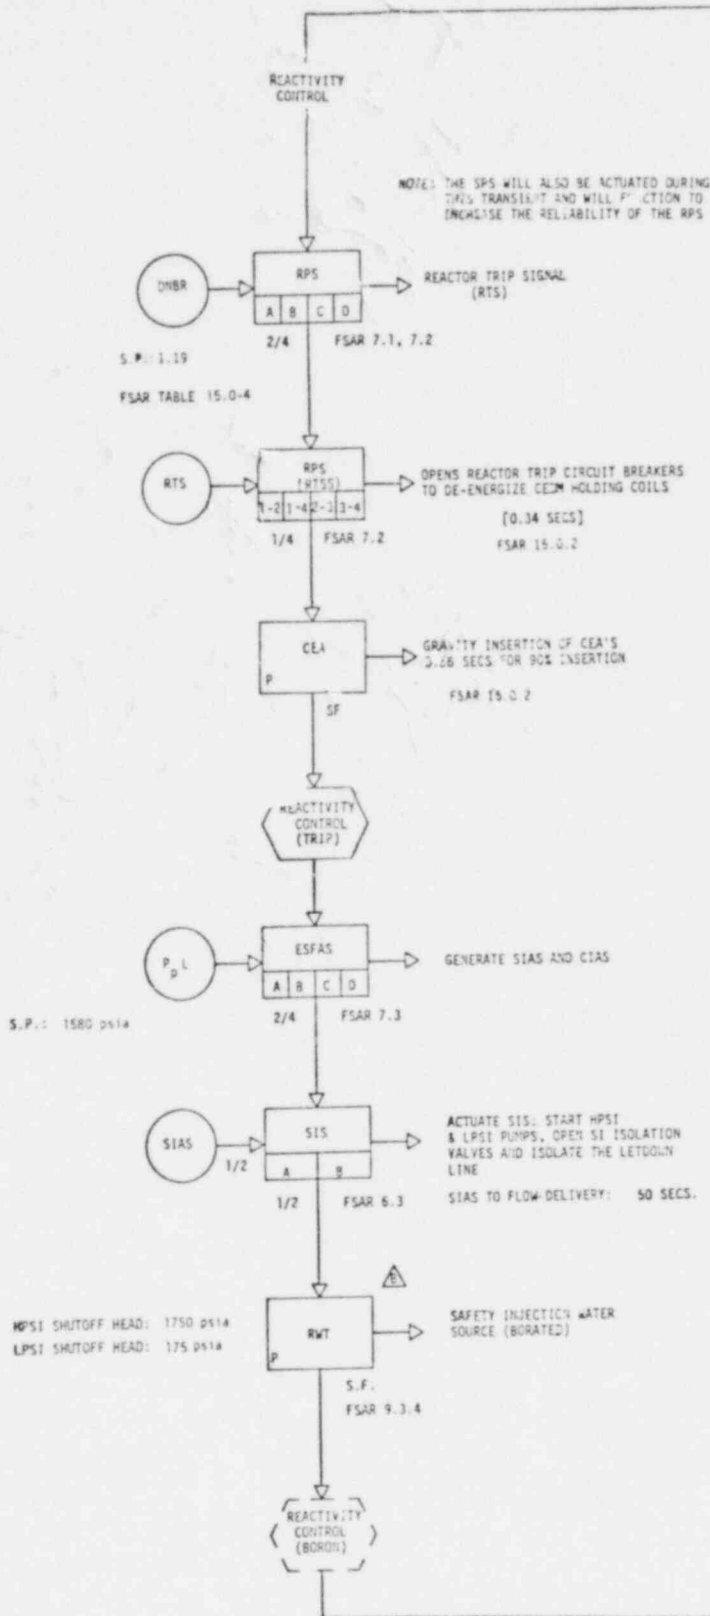 REACTIVITY
CONTROL
NOTE: THE SPS WILL ALSO BE ACTUATED DURING
THIS TRANSIENT AND WILL TO
INCREASE THE RELIABILITY OF THE RPS
DNBR
RPS
A B C D
REACTOR TRIP SIGNAL
(RTS)
2/4 FSAR 7.1, 7.2
S.P.: 1.19
FSAR TABLE 15.0-4
RTS
RPS
(RTSS)
1-2 1-4 2-3 3-4
OPENS REACTOR TRIP CIRCUIT BREAKERS
TO DE-ENERGIZE CEDM HOLDING COILS
[0.34 SECS]
1/4 FSAR 7.2
FSAR 15.0.2
CEA
P
GRAVITY INSERTION OF CEA'S
SECS FOR 90% INSERTION
SF
FSAR 15.0.2
REACTIVITY
CONTROL
(TRIP)
PpL
ESFAS
A B C D
GENERATE SIAS AND CIAS
S.P.: 1580 psia
2/4 FSAR 7.3
SIAS
1/2
SIS
A B
ACTUATE SIS: START HPSI
& LPSI PUMPS, OPEN SI ISOLATION
VALVES AND ISOLATE THE LETDOWN
LINE
1/2 FSAR 6.3
SIAS TO FLOW-DELIVERY: 50 SECS.
HPSI SHUTOFF HEAD: 1750 psia
LPSI SHUTOFF HEAD: 175 psia
RWT
P
SAFETY INJECTION WATER
SOURCE (BORATED)
S.F.
FSAR 9.3.4
REACTIVITY
CONTROL
(BORON)